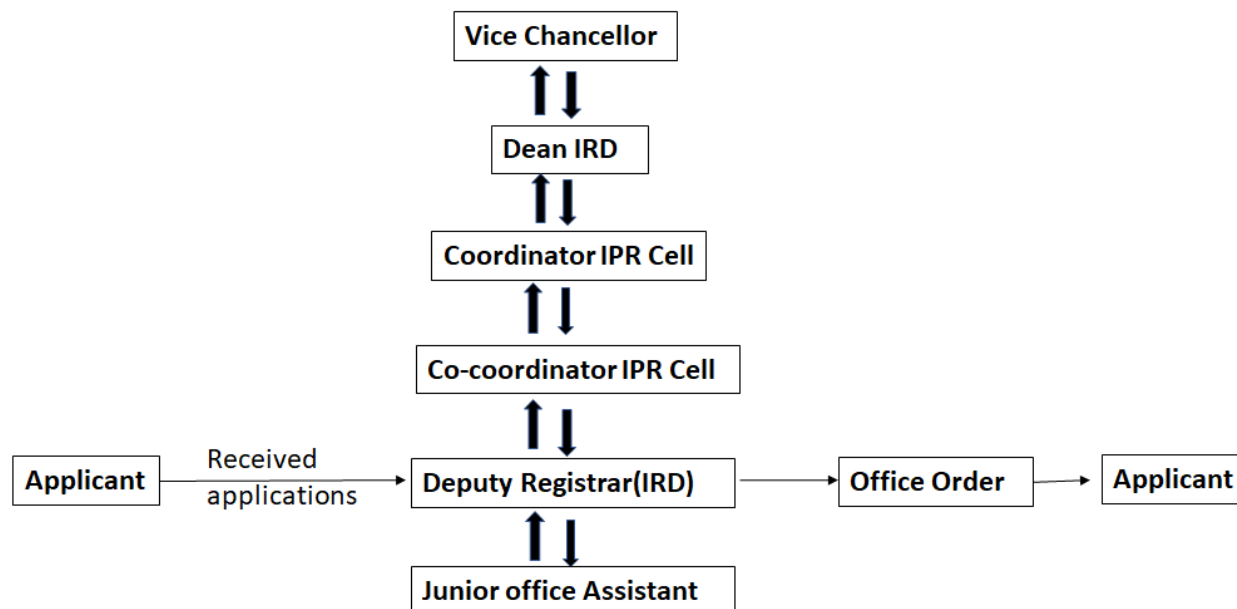 Vice Chancellor
Dean IRD
Coordinator IPR Cell
Co-coordinator IPR Cell
Applicant
Received
applications
Deputy Registrar(IRD)
Office Order
Applicant
Junior office Assistant